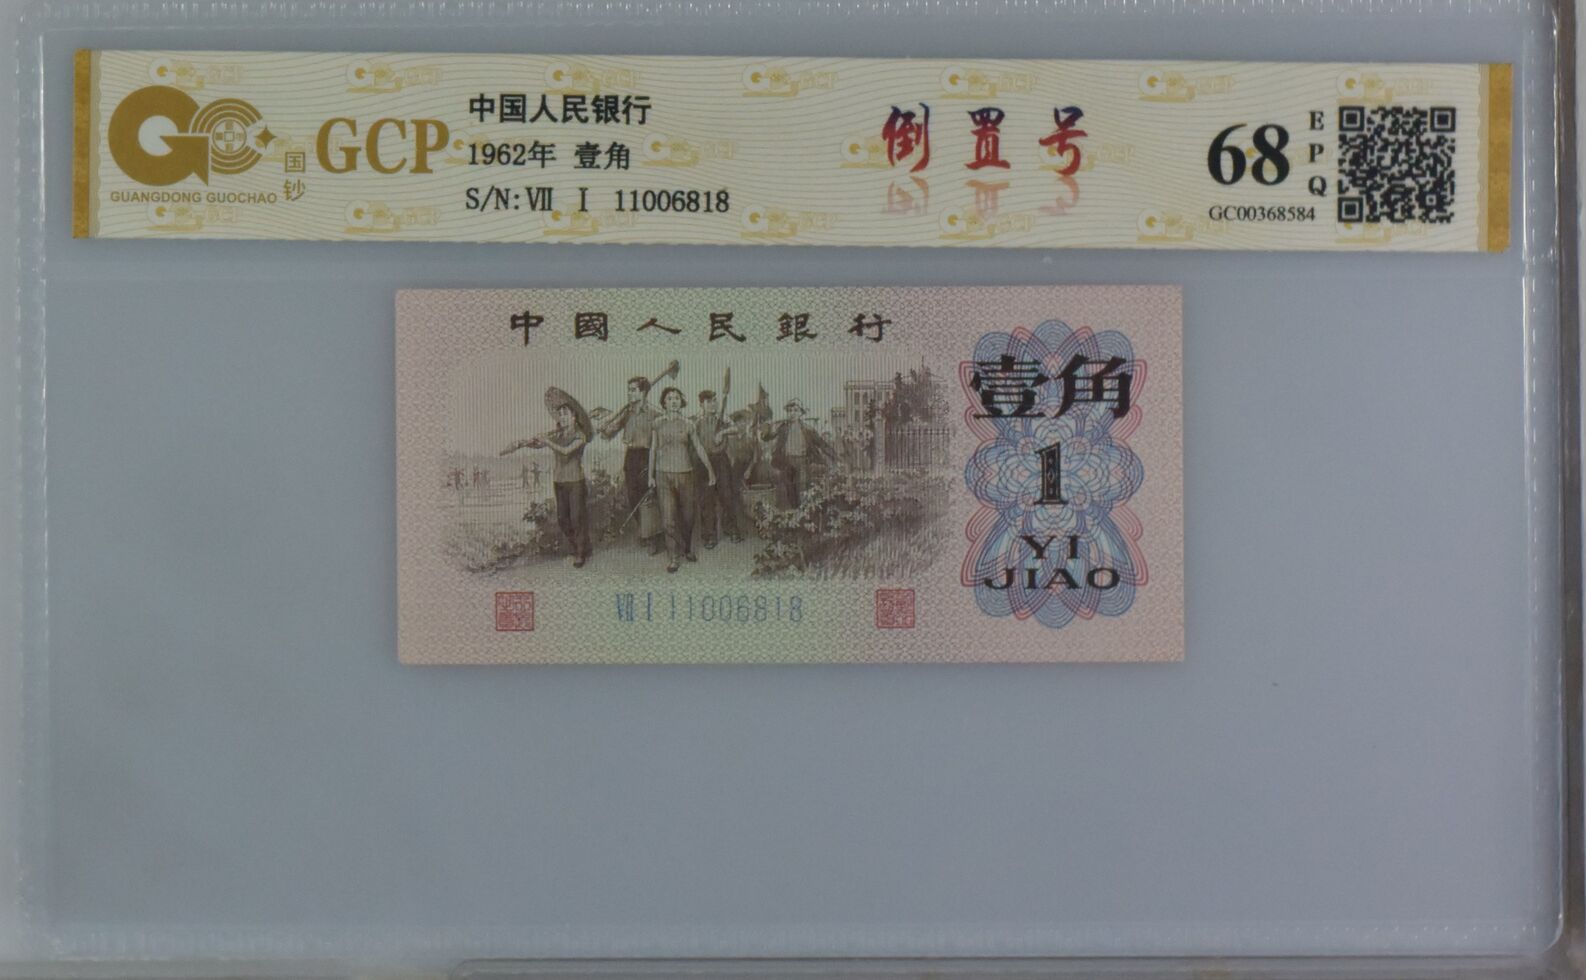 GUANGDONG GUOCHAO
国钞
GCP
中国人民银行
1962年 壹角
S/N: Ⅶ Ⅰ 11006818
倒置号
68
EPQ
GC00368584
中國人民銀行
壹角
1
YI
JIAO
Ⅶ Ⅰ 11006818